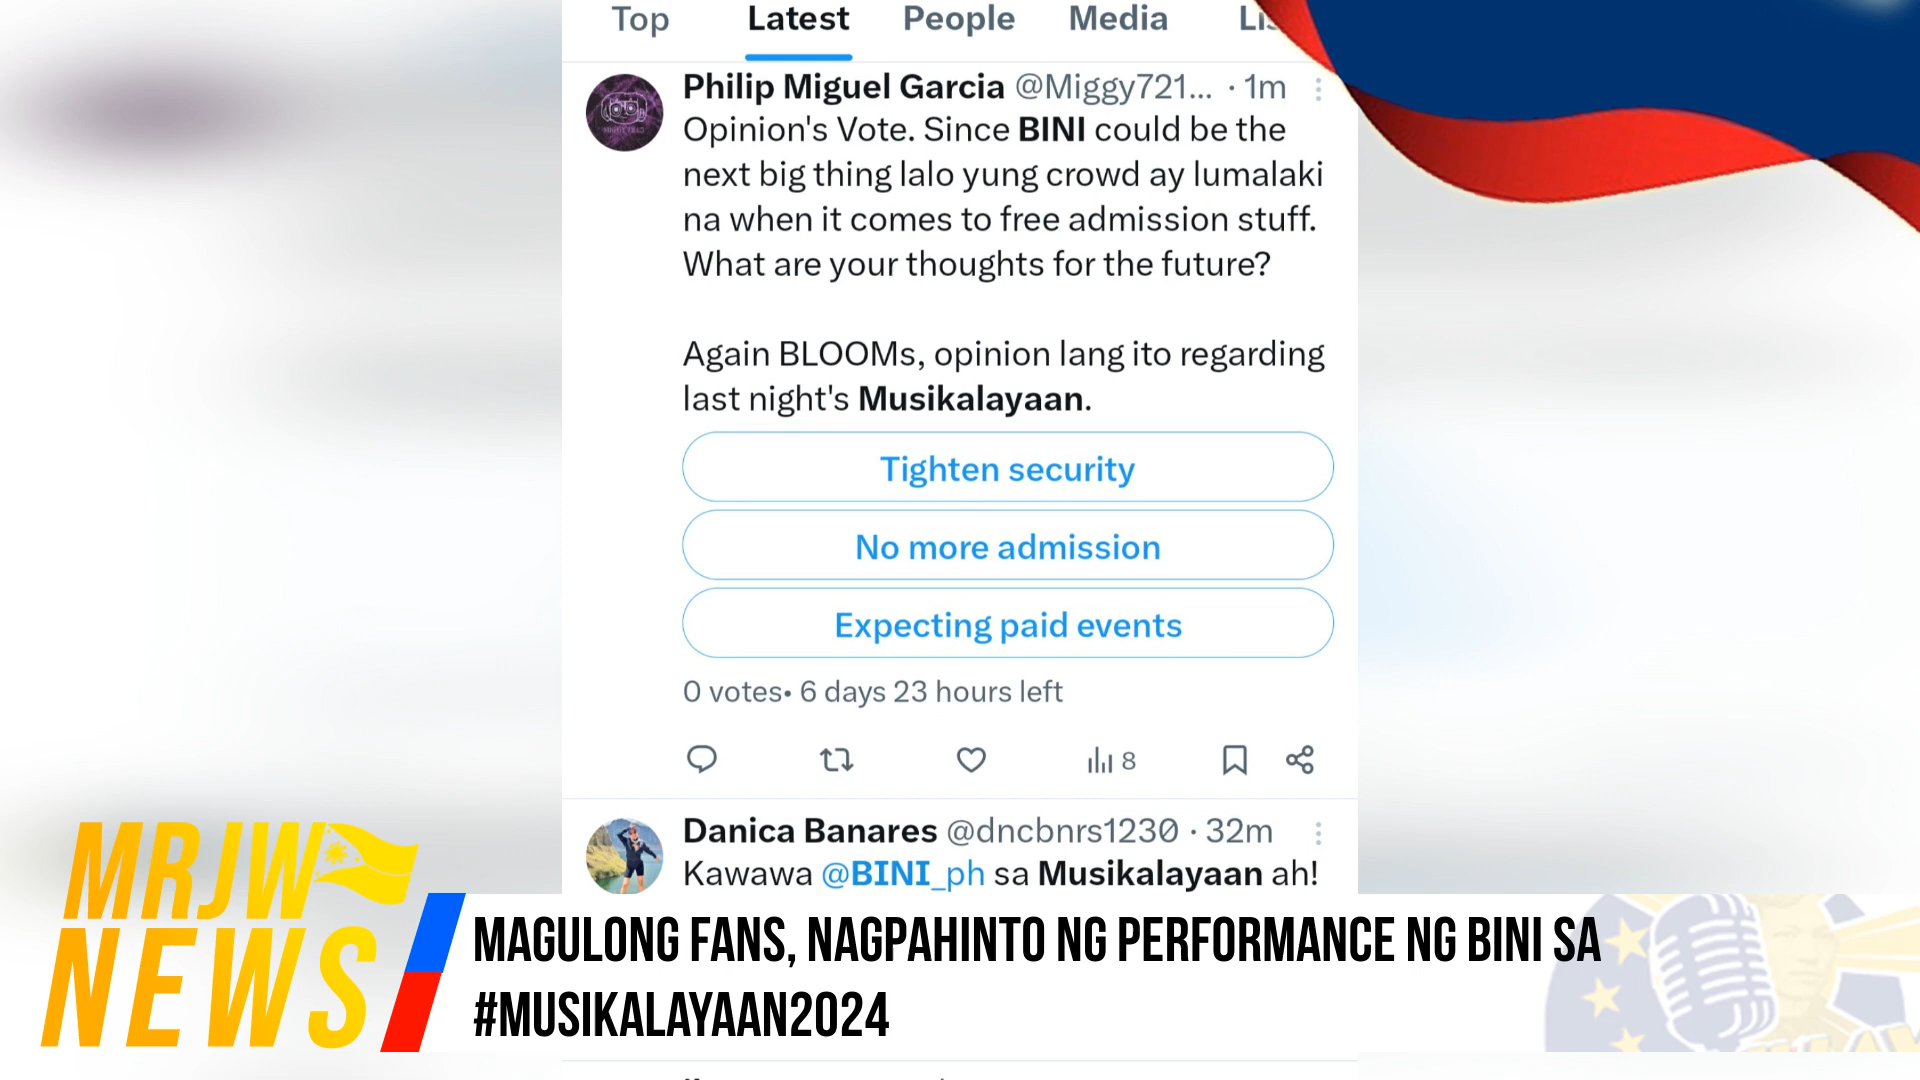 Top Latest People Media
Philip Miguel Garcia @Miggy721... · 1m
Opinion's Vote. Since BINI could be the
next big thing lalo yung crowd ay lumalaki
na when it comes to free admission stuff.
What are your thoughts for the future?
Again BLOOMs, opinion lang ito regarding
last night's Musikalayaan.
Tighten security
No more admission
Expecting paid events
0 votes• 6 days 23 hours left
8
Danica Banares @dncbnrs1230 · 32m
Kawawa @BINI_ph sa Musikalayaan ah!
MRJW
NEWS
MAGULONG FANS, NAGPAHINTO NG PERFORMANCE NG BINI SA
#MUSIKALAYAAN2024